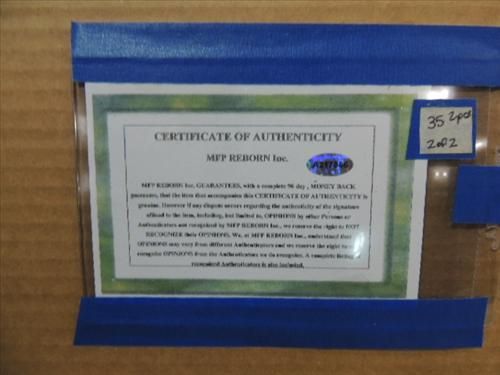 CERTIFICATE OF AUTHENTICITY
MFP REBORN Inc.
MFP REBORN Inc. GUARANTEES, with a complete 90 day, MONEY BACK
guarantee, that the item that accompanies this CERTIFICATE OF AUTHENTICITY is
genuine. However if any dispute occurs regarding the authenticity of the signature
affixed to the item, including, but limited to, OPINIONS by other Persons or
Authenticators not recognized by MFP REBORN Inc., we reserve the right to NOT
RECOGNIZE their OPINIONS. We, at MFP REBORN Inc., understand that
OPINIONS may vary from different Authenticators and we reserve the right to
recognize OPINIONS from the Authenticators we do recognize. A complete listing of
recognized Authenticators is also included.
35 2pcs
2 of 2